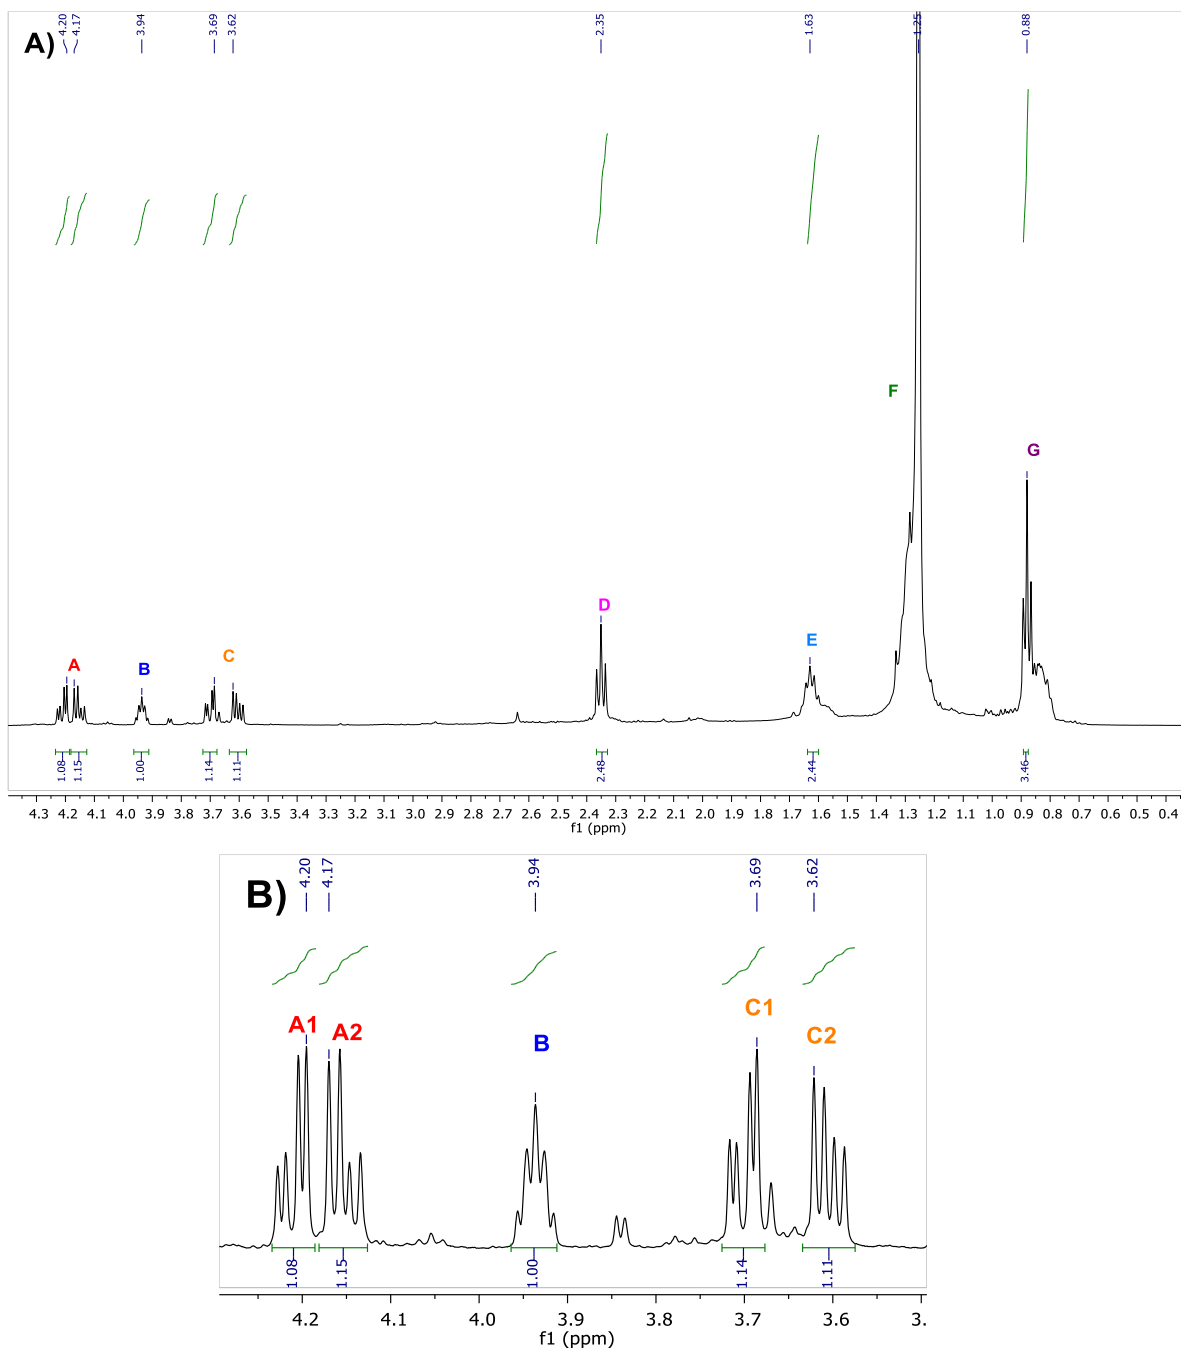 A)
4.20 4.17 3.94 3.69 3.62 2.35 1.63 1.25 0.88
F
G
D
E
C
A
B
1.08 1.15 1.00 1.14 1.11 2.48 2.44 3.46
4.3 4.2 4.1 4.0 3.9 3.8 3.7 3.6 3.5 3.4 3.3 3.2 3.1 3.0 2.9 2.8 2.7 2.6 2.5 2.4 2.3 2.2 2.1 2.0 1.9 1.8 1.7 1.6 1.5 1.4 1.3 1.2 1.1 1.0 0.9 0.8 0.7 0.6 0.5 0.4
f1 (ppm)
B)
4.20 4.17 3.94 3.69 3.62
C1
A1 A2 C2
B
1.08 1.15 1.00 1.14 1.11
4.2 4.1 4.0 3.9 3.8 3.7 3.6 3.
f1 (ppm)